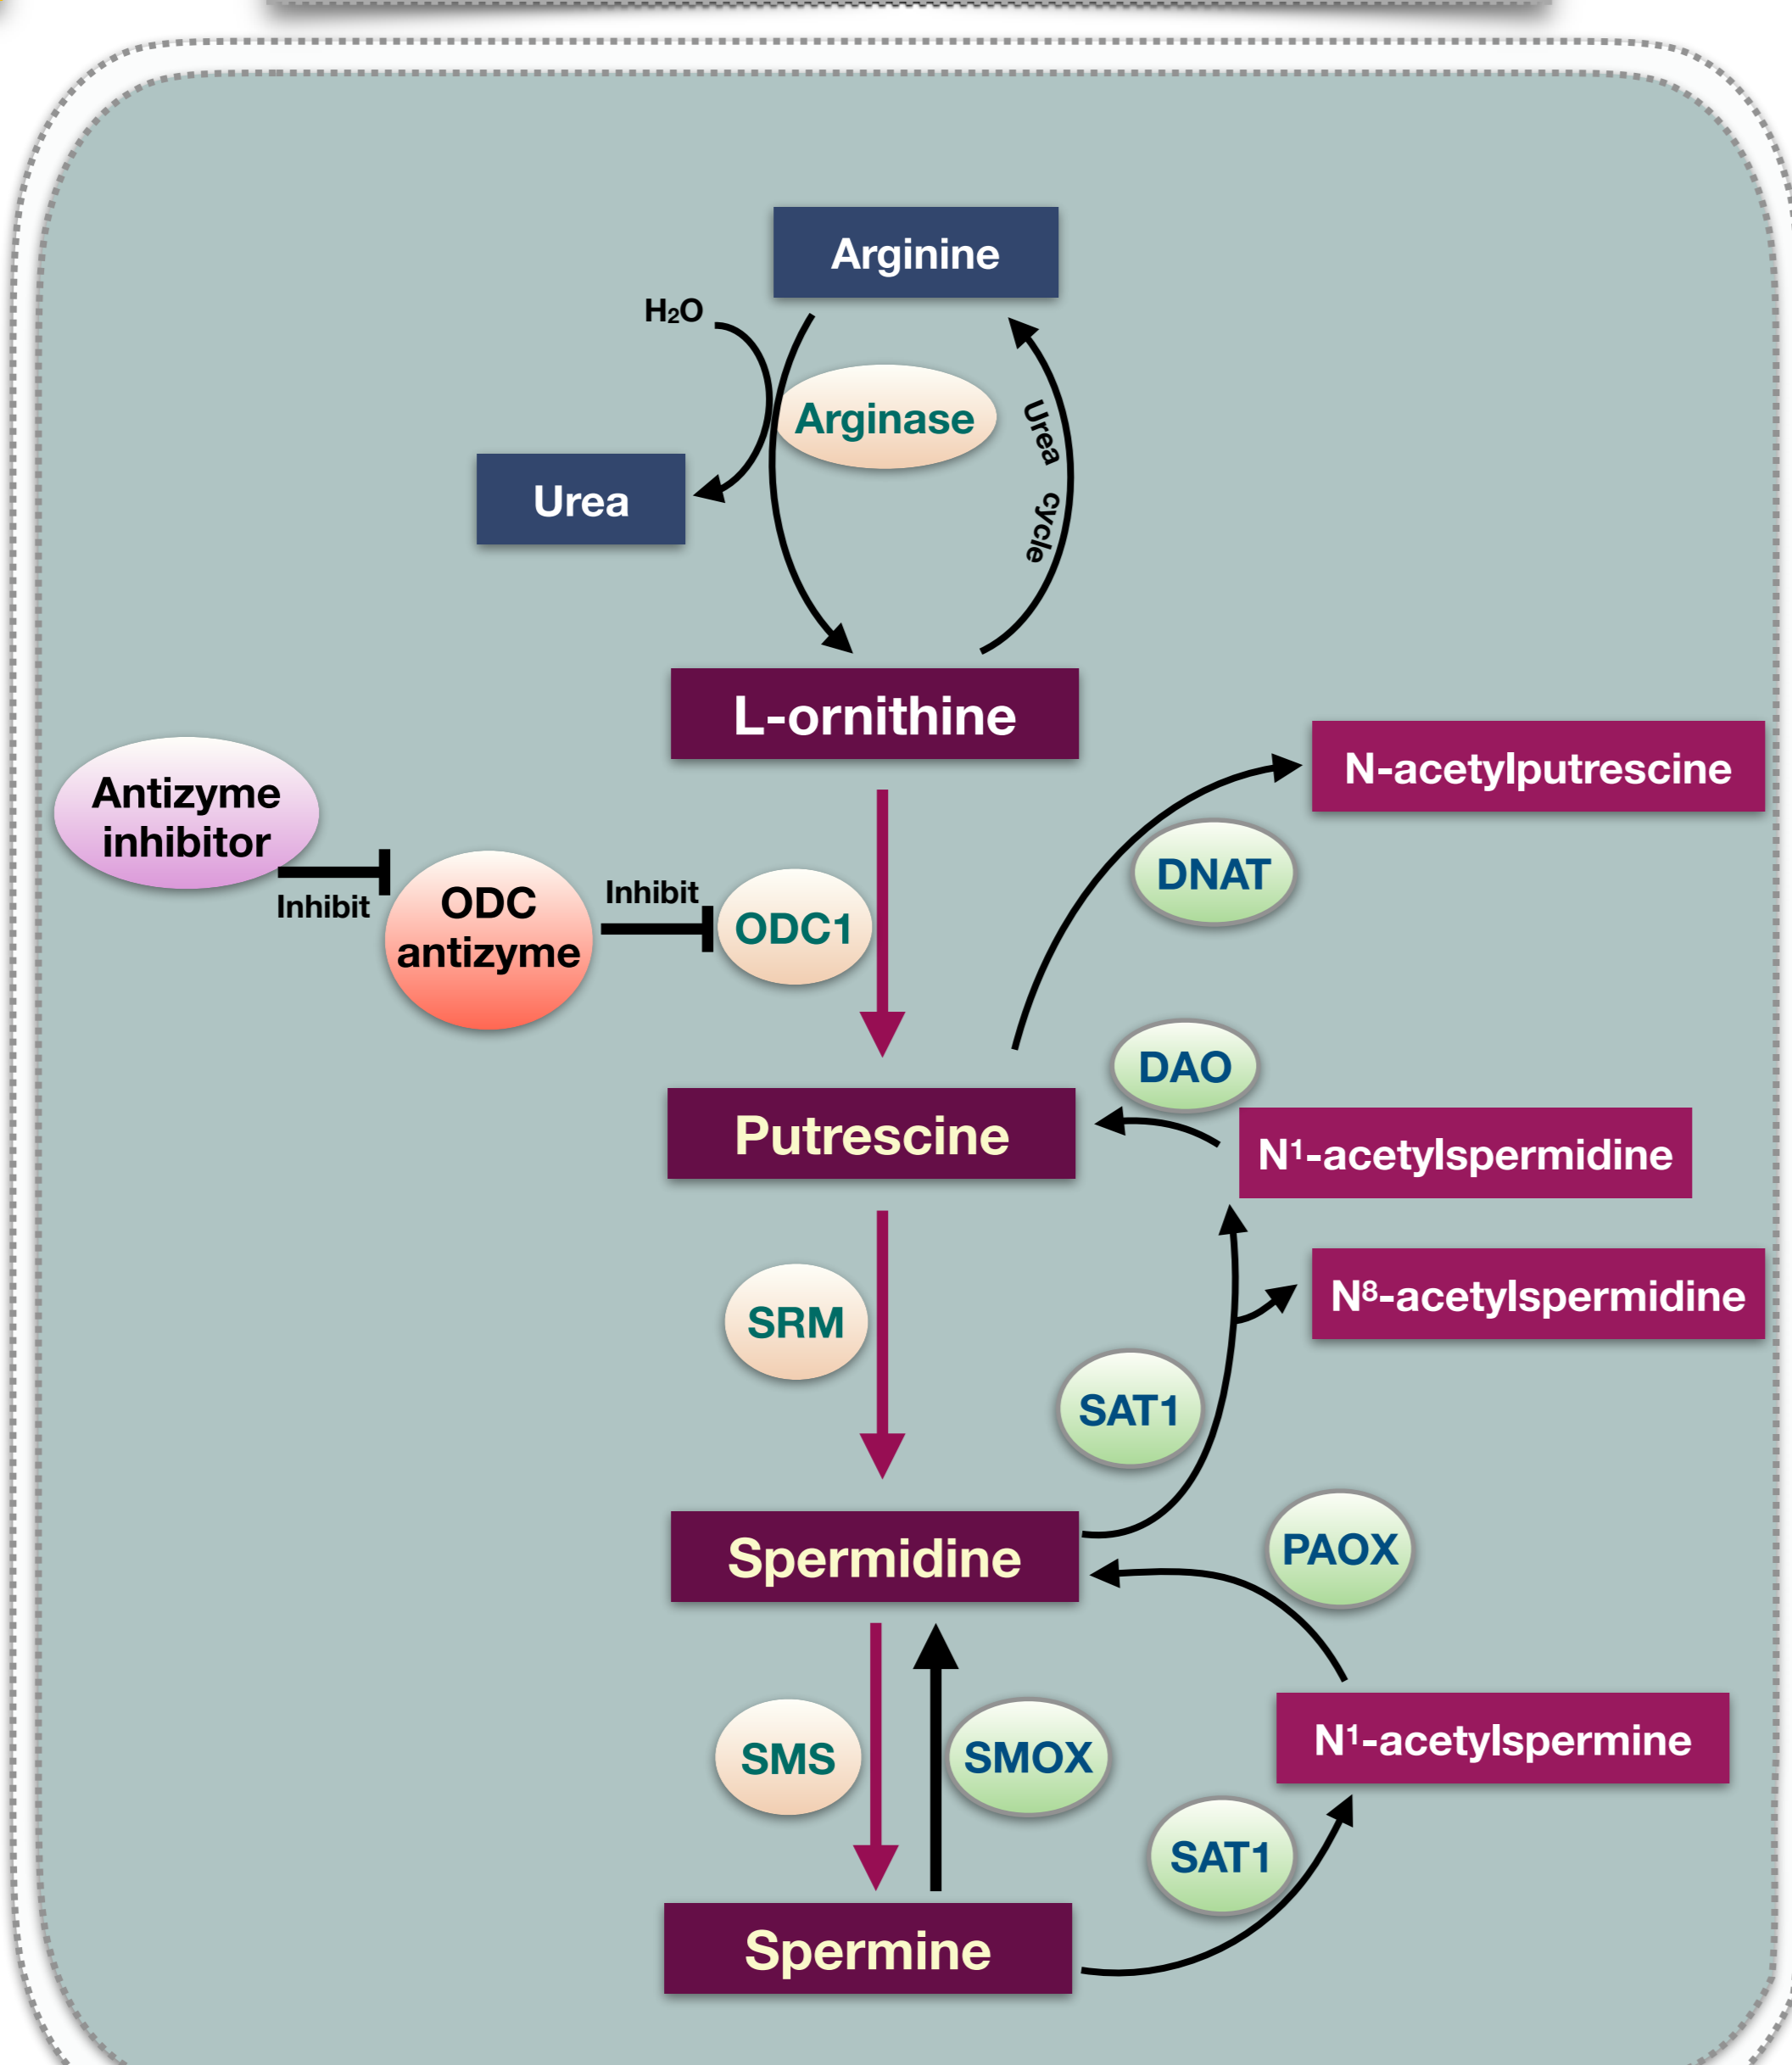 Arginine
H₂O
Arginase
Urea cycle
Urea
L-ornithine
N-acetylputrescine
Antizyme
inhibitor
Inhibit
ODC
antizyme
Inhibit
ODC1
DNAT
DAO
Putrescine
N¹-acetylspermidine
N⁸-acetylspermidine
SRM
SAT1
Spermidine
PAOX
SMS
SMOX
N¹-acetylspermine
SAT1
Spermine